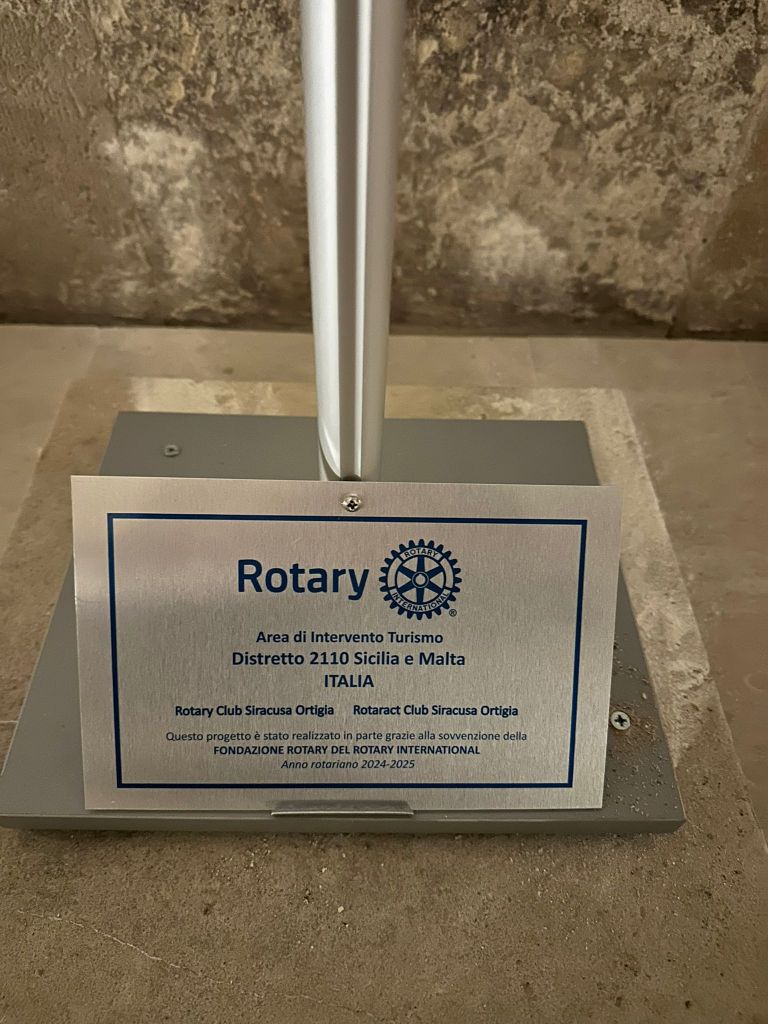 Rotary
ROTARY
INTERNATIONAL
®
Area di Intervento Turismo
Distretto 2110 Sicilia e Malta
ITALIA
Rotary Club Siracusa Ortigia Rotaract Club Siracusa Ortigia
Questo progetto è stato realizzato in parte grazie alla sovvenzione della
FONDAZIONE ROTARY DEL ROTARY INTERNATIONAL
Anno rotariano 2024-2025